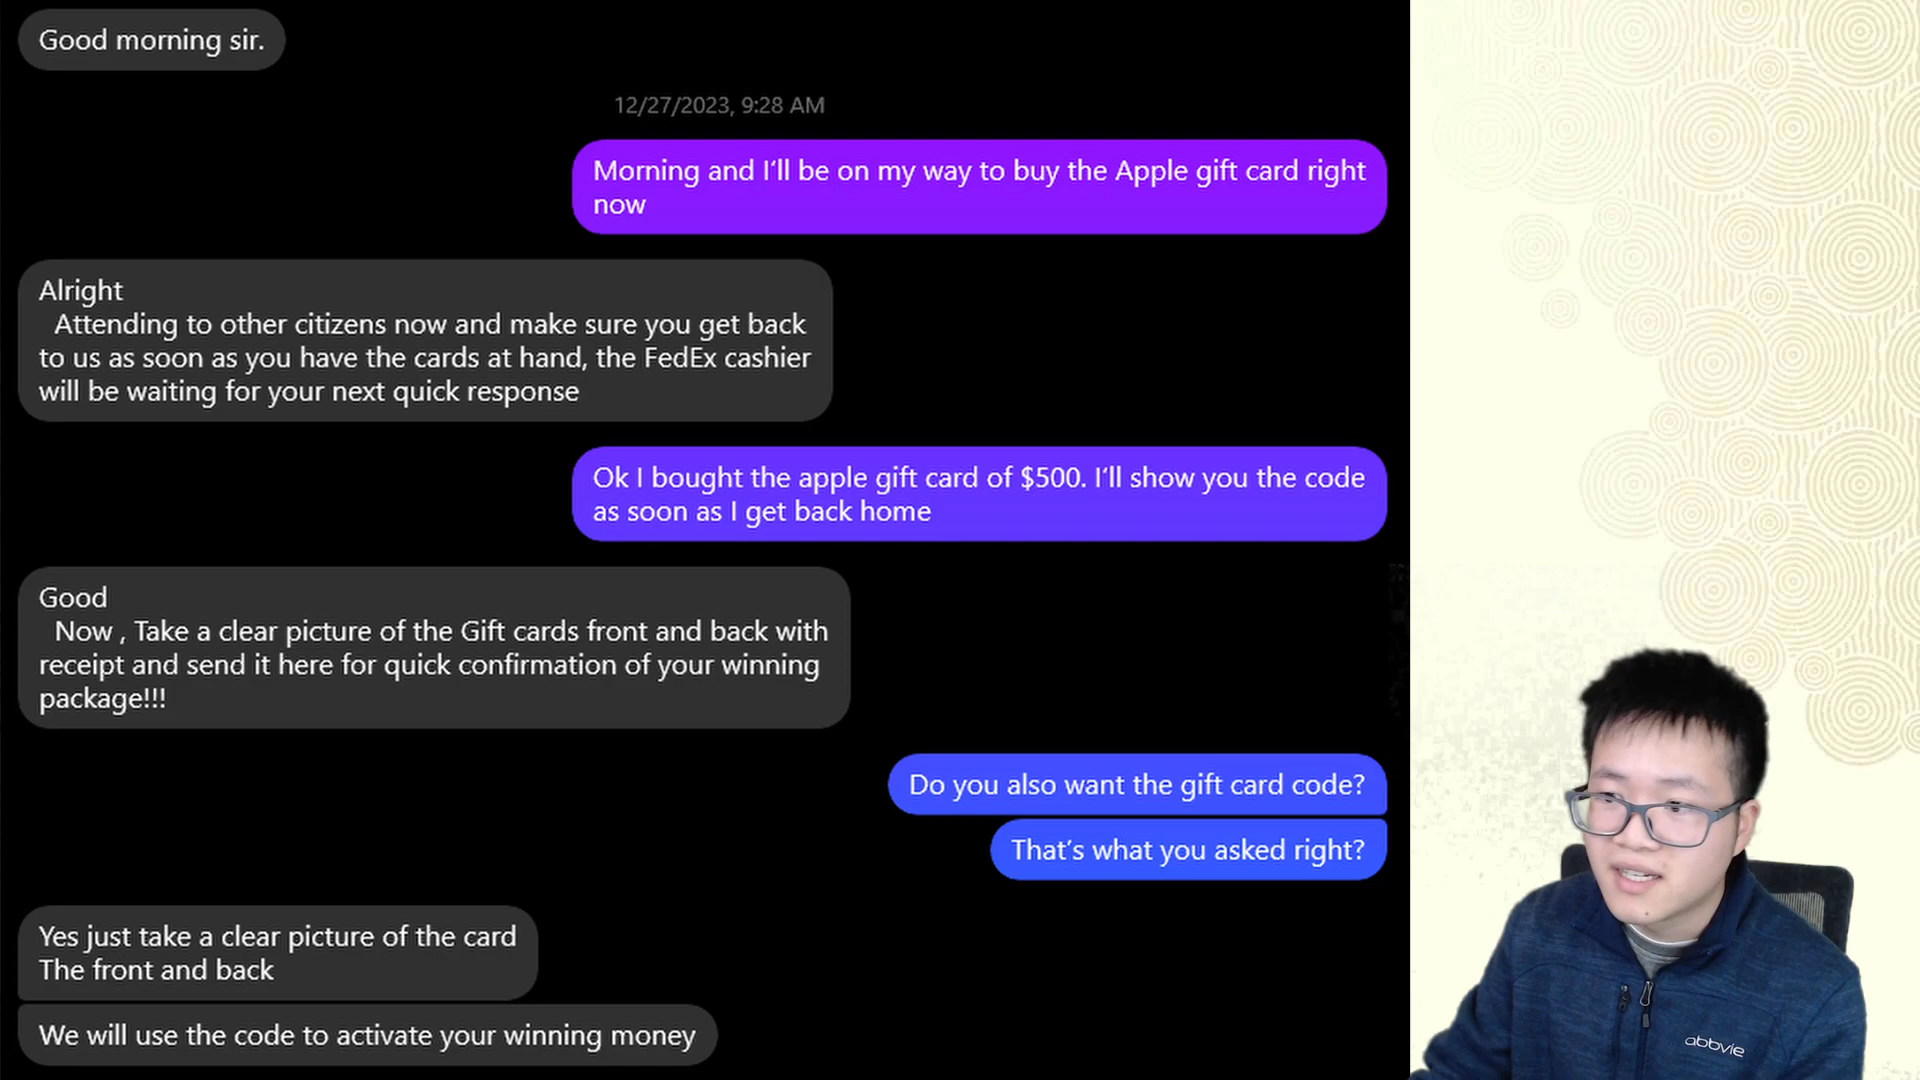 Good morning sir.
12/27/2023, 9:28 AM
Morning and I'll be on my way to buy the Apple gift card right
now
Alright
Attending to other citizens now and make sure you get back
to us as soon as you have the cards at hand, the FedEx cashier
will be waiting for your next quick response
Ok I bought the apple gift card of $500. I'll show you the code
as soon as I get back home
Good
Now , Take a clear picture of the Gift cards front and back with
receipt and send it here for quick confirmation of your winning
package!!!
Do you also want the gift card code?
That's what you asked right?
Yes just take a clear picture of the card
The front and back
We will use the code to activate your winning money
abbvie